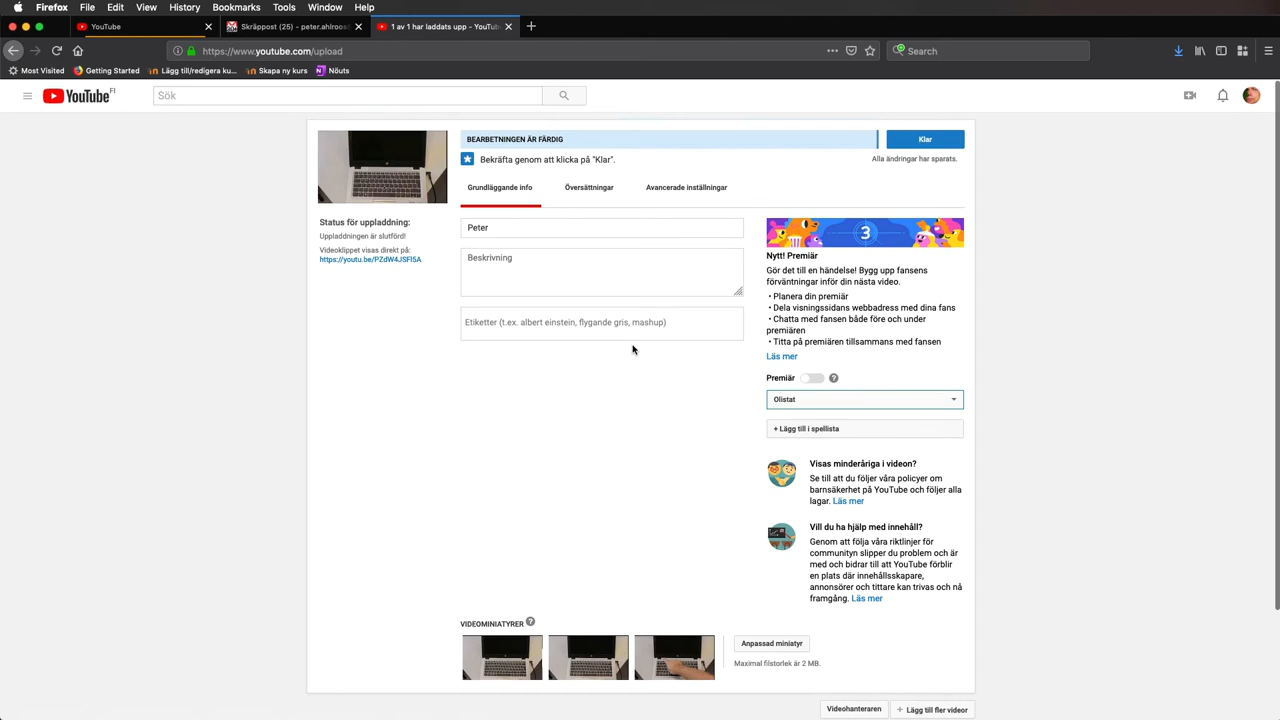 Firefox File Edit View History Bookmarks Tools Window Help
YouTube
Skräppost (25) - peter.ahlroos
1 av 1 har laddats upp - YouTub
https://www.youtube.com/upload
Search
Most Visited
Getting Started
Lägg till/redigera ku...
Skapa ny kurs
Nòuts
YouTube FI
Sök
BEARBETNINGEN ÄR FÄRDIG
Klar
Bekräfta genom att klicka på "Klar".
Alla ändringar har sparats.
Grundläggande info
Översättningar
Avancerade inställningar
Status för uppladdning:
Uppladdningen är slutförd!
Videoklippet visas direkt på:
https://youtu.be/PZdW4JSFl5A
Peter
Beskrivning
Etiketter (t.ex. albert einstein, flygande gris, mashup)
3
Nytt! Premiär
Gör det till en händelse! Bygg upp fansens
förväntningar inför din nästa video.
• Planera din premiär
• Dela visningssidans webbadress med dina fans
• Chatta med fansen både före och under
premiären
• Titta på premiären tillsammans med fansen
Läs mer
Premiär
Olistat
+ Lägg till i spellista
Visas minderåriga i videon?
Se till att du följer våra policyer om
barnsäkerhet på YouTube och följer alla
lagar. Läs mer
Vill du ha hjälp med innehåll?
Genom att följa våra riktlinjer för
communityn slipper du problem och är
med och bidrar till att YouTube förblir
en plats där innehållsskapare,
annonsörer och tittare kan trivas och nå
framgång. Läs mer
VIDEOMINIATYRER
Anpassad miniatyr
Maximal filstorlek är 2 MB.
Videohanteraren
+ Lägg till fler videor